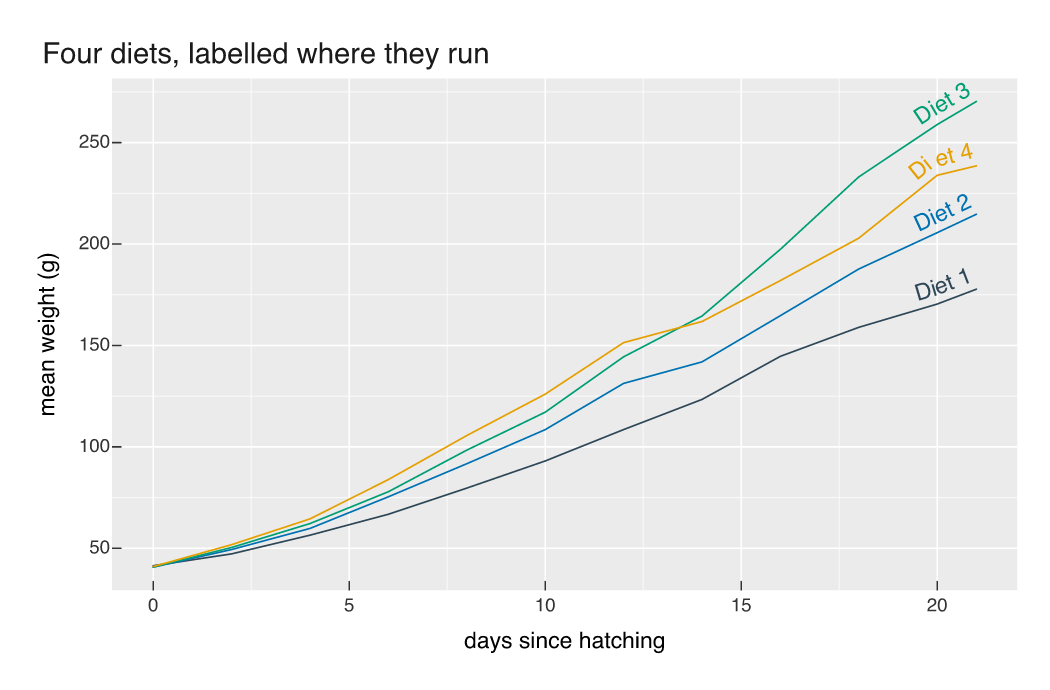 Four diets, labelled where they run
Diet 3
Di et 4
Diet 2
Diet 1
250
200
150
100
50
mean weight (g)
0 5 10 15 20
days since hatching